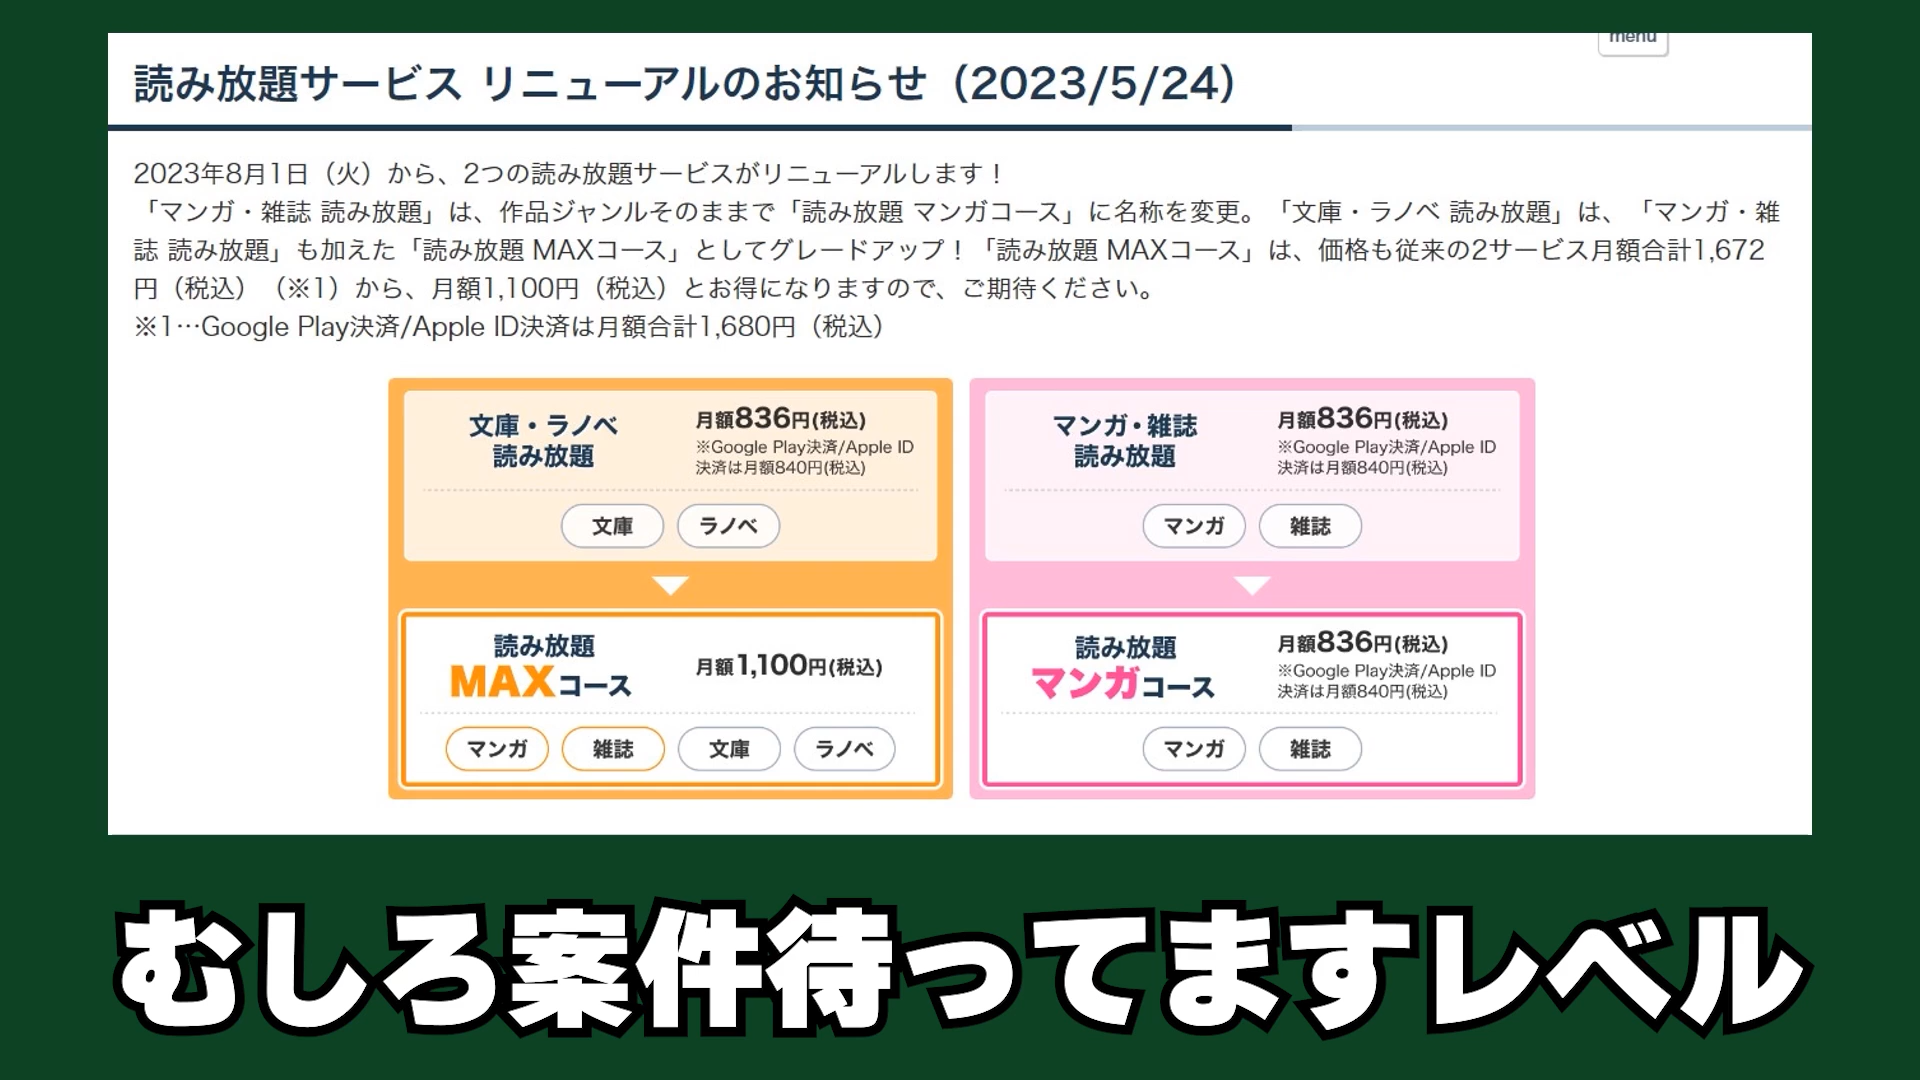 menu
読み放題サービス リニューアルのお知らせ（2023/5/24）
2023年8月1日（火）から、2つの読み放題サービスがリニューアルします！
「マンガ・雑誌 読み放題」は、作品ジャンルそのままで「読み放題 マンガコース」に名称を変更。「文庫・ラノベ 読み放題」は、「マンガ・雑
誌 読み放題」も加えた「読み放題 MAXコース」としてグレードアップ！「読み放題 MAXコース」は、価格も従来の2サービス月額合計1,672
円（税込）（※1）から、月額1,100円（税込）とお得になりますので、ご期待ください。
※1…Google Play決済/Apple ID決済は月額合計1,680円（税込）
文庫・ラノベ
読み放題
月額836円(税込)
※Google Play決済/Apple ID
決済は月額840円(税込)
文庫
ラノベ
読み放題
MAXコース
月額1,100円(税込)
マンガ
雑誌
文庫
ラノベ
マンガ・雑誌
読み放題
月額836円(税込)
※Google Play決済/Apple ID
決済は月額840円(税込)
マンガ
雑誌
読み放題
マンガコース
月額836円(税込)
※Google Play決済/Apple ID
決済は月額840円(税込)
マンガ
雑誌
むしろ案件待ってますレベル